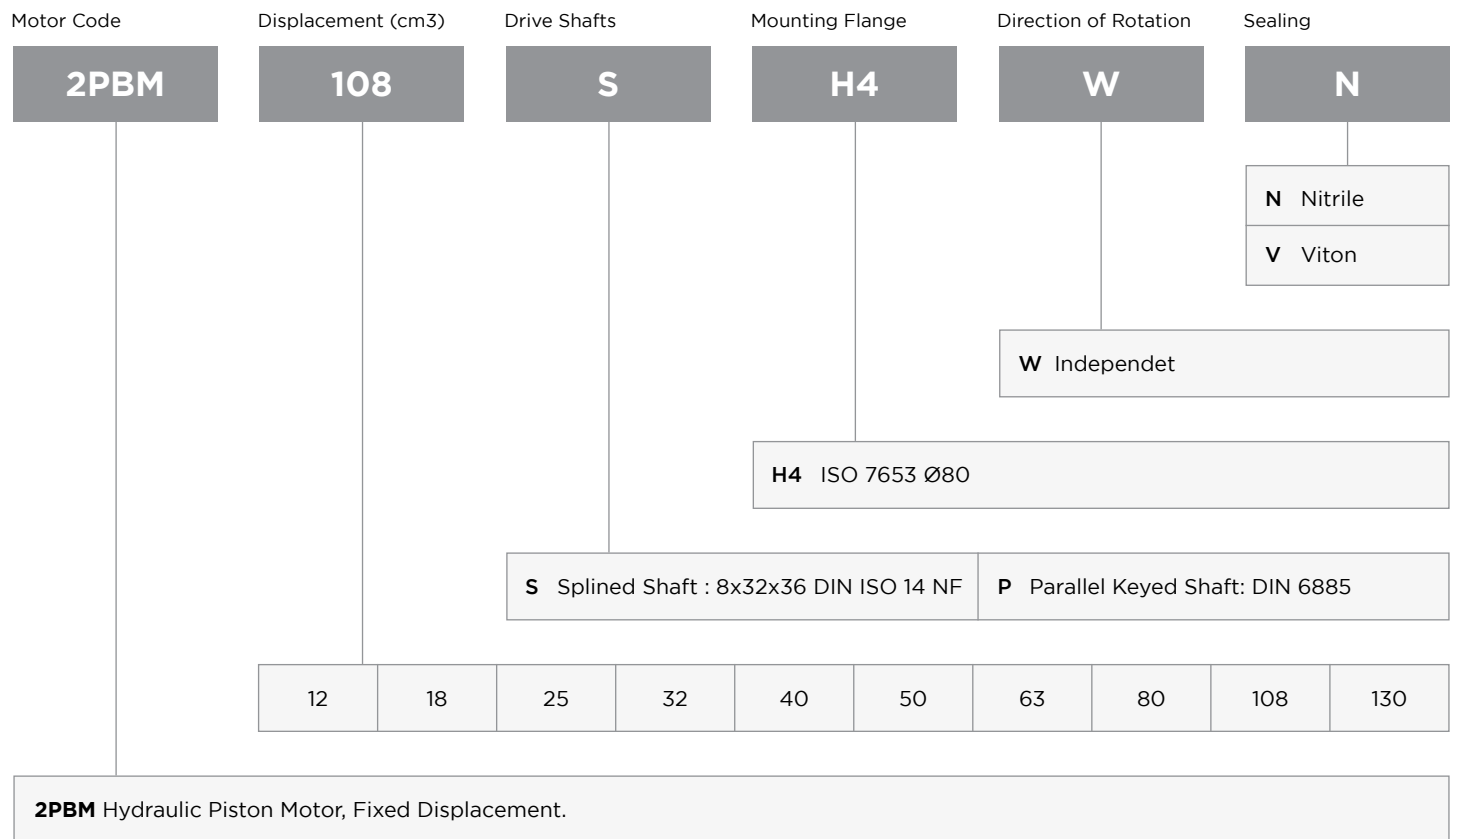 Motor Code Displacement (cm3) Drive Shafts Mounting Flange Direction of Rotation Sealing
2PBM 108 S H4 W N
N Nitrile
V Viton
W Independet
H4 ISO 7653 Ø80
S Splined Shaft : 8x32x36 DIN ISO 14 NF P Parallel Keyed Shaft: DIN 6885
12 18 25 32 40 50 63 80 108 130
2PBM Hydraulic Piston Motor, Fixed Displacement.